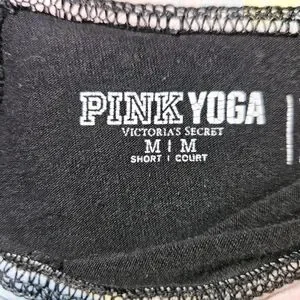 PINK YOGA
VICTORIA'S SECRET
M | M
SHORT | COURT